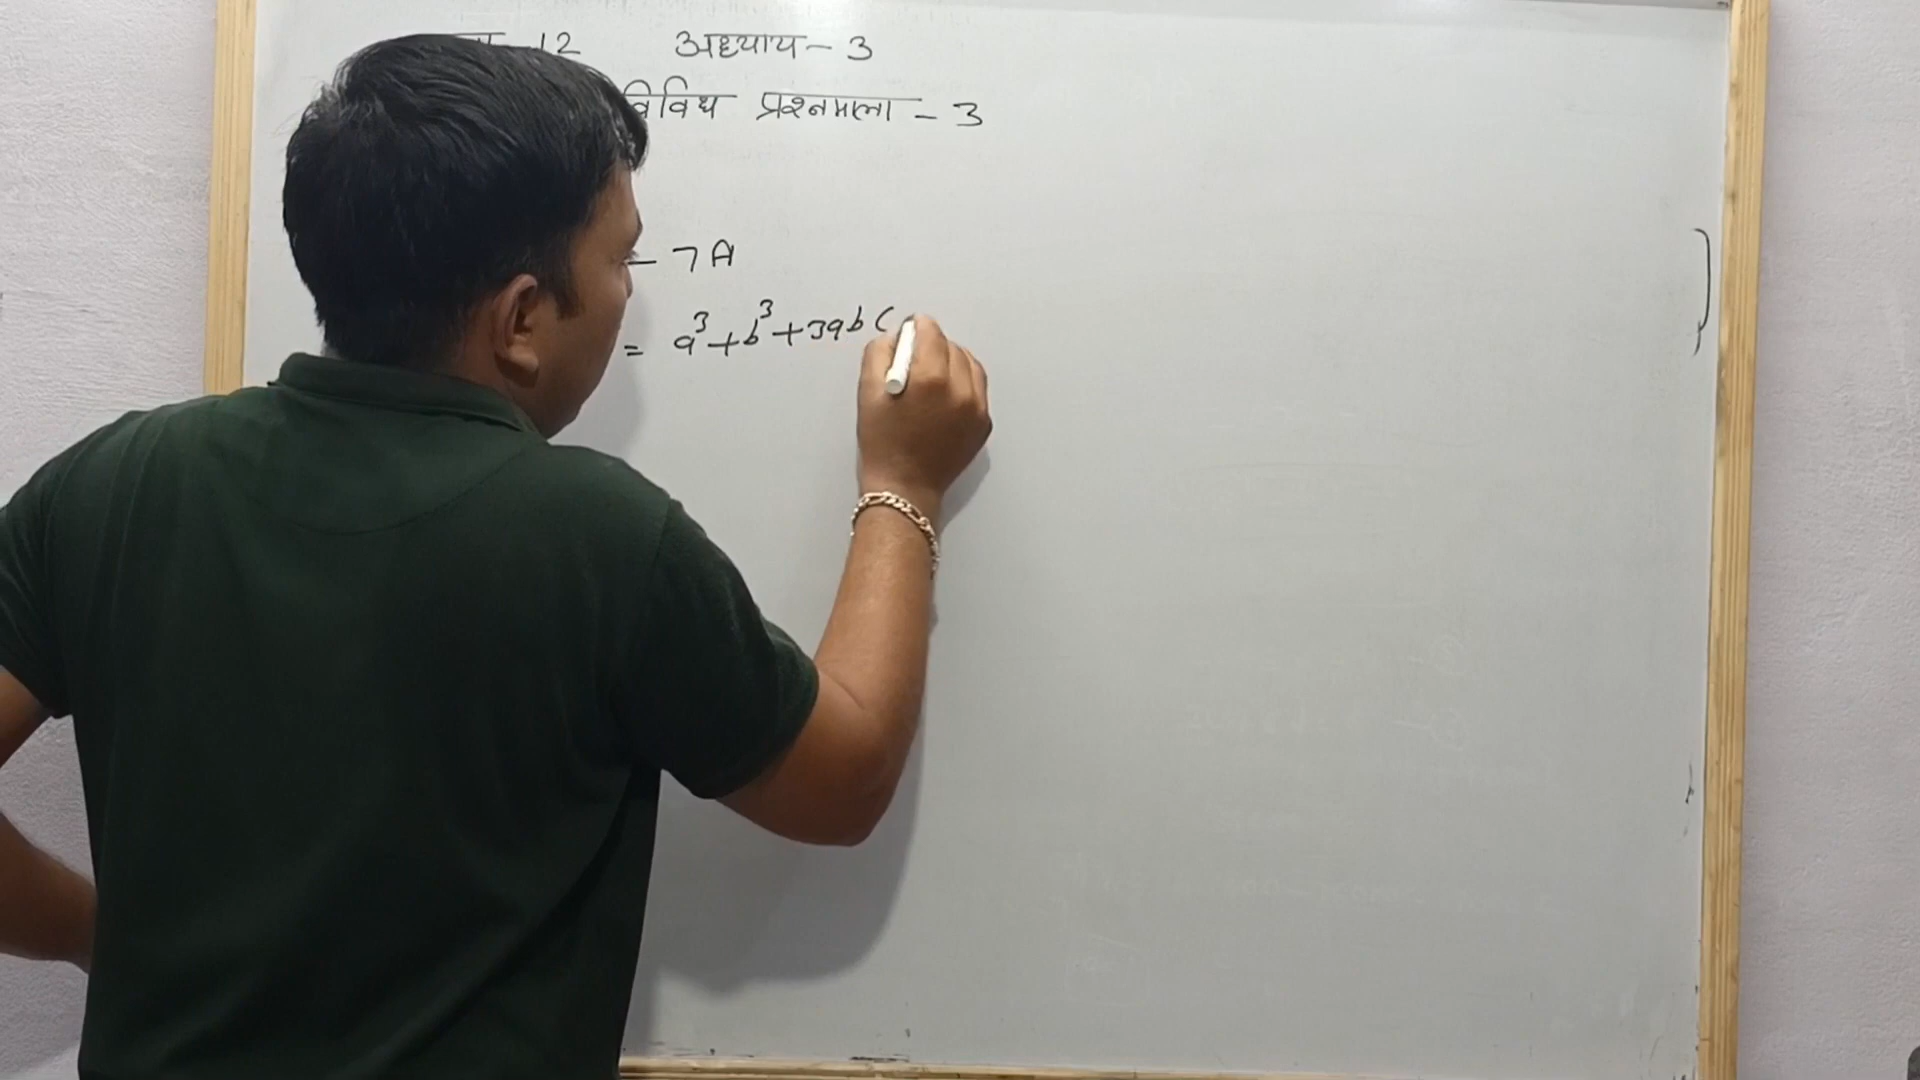 12 अध्याय - 3
विविध प्रश्नमाला - 3
- 7A
= a³+b³+3ab(